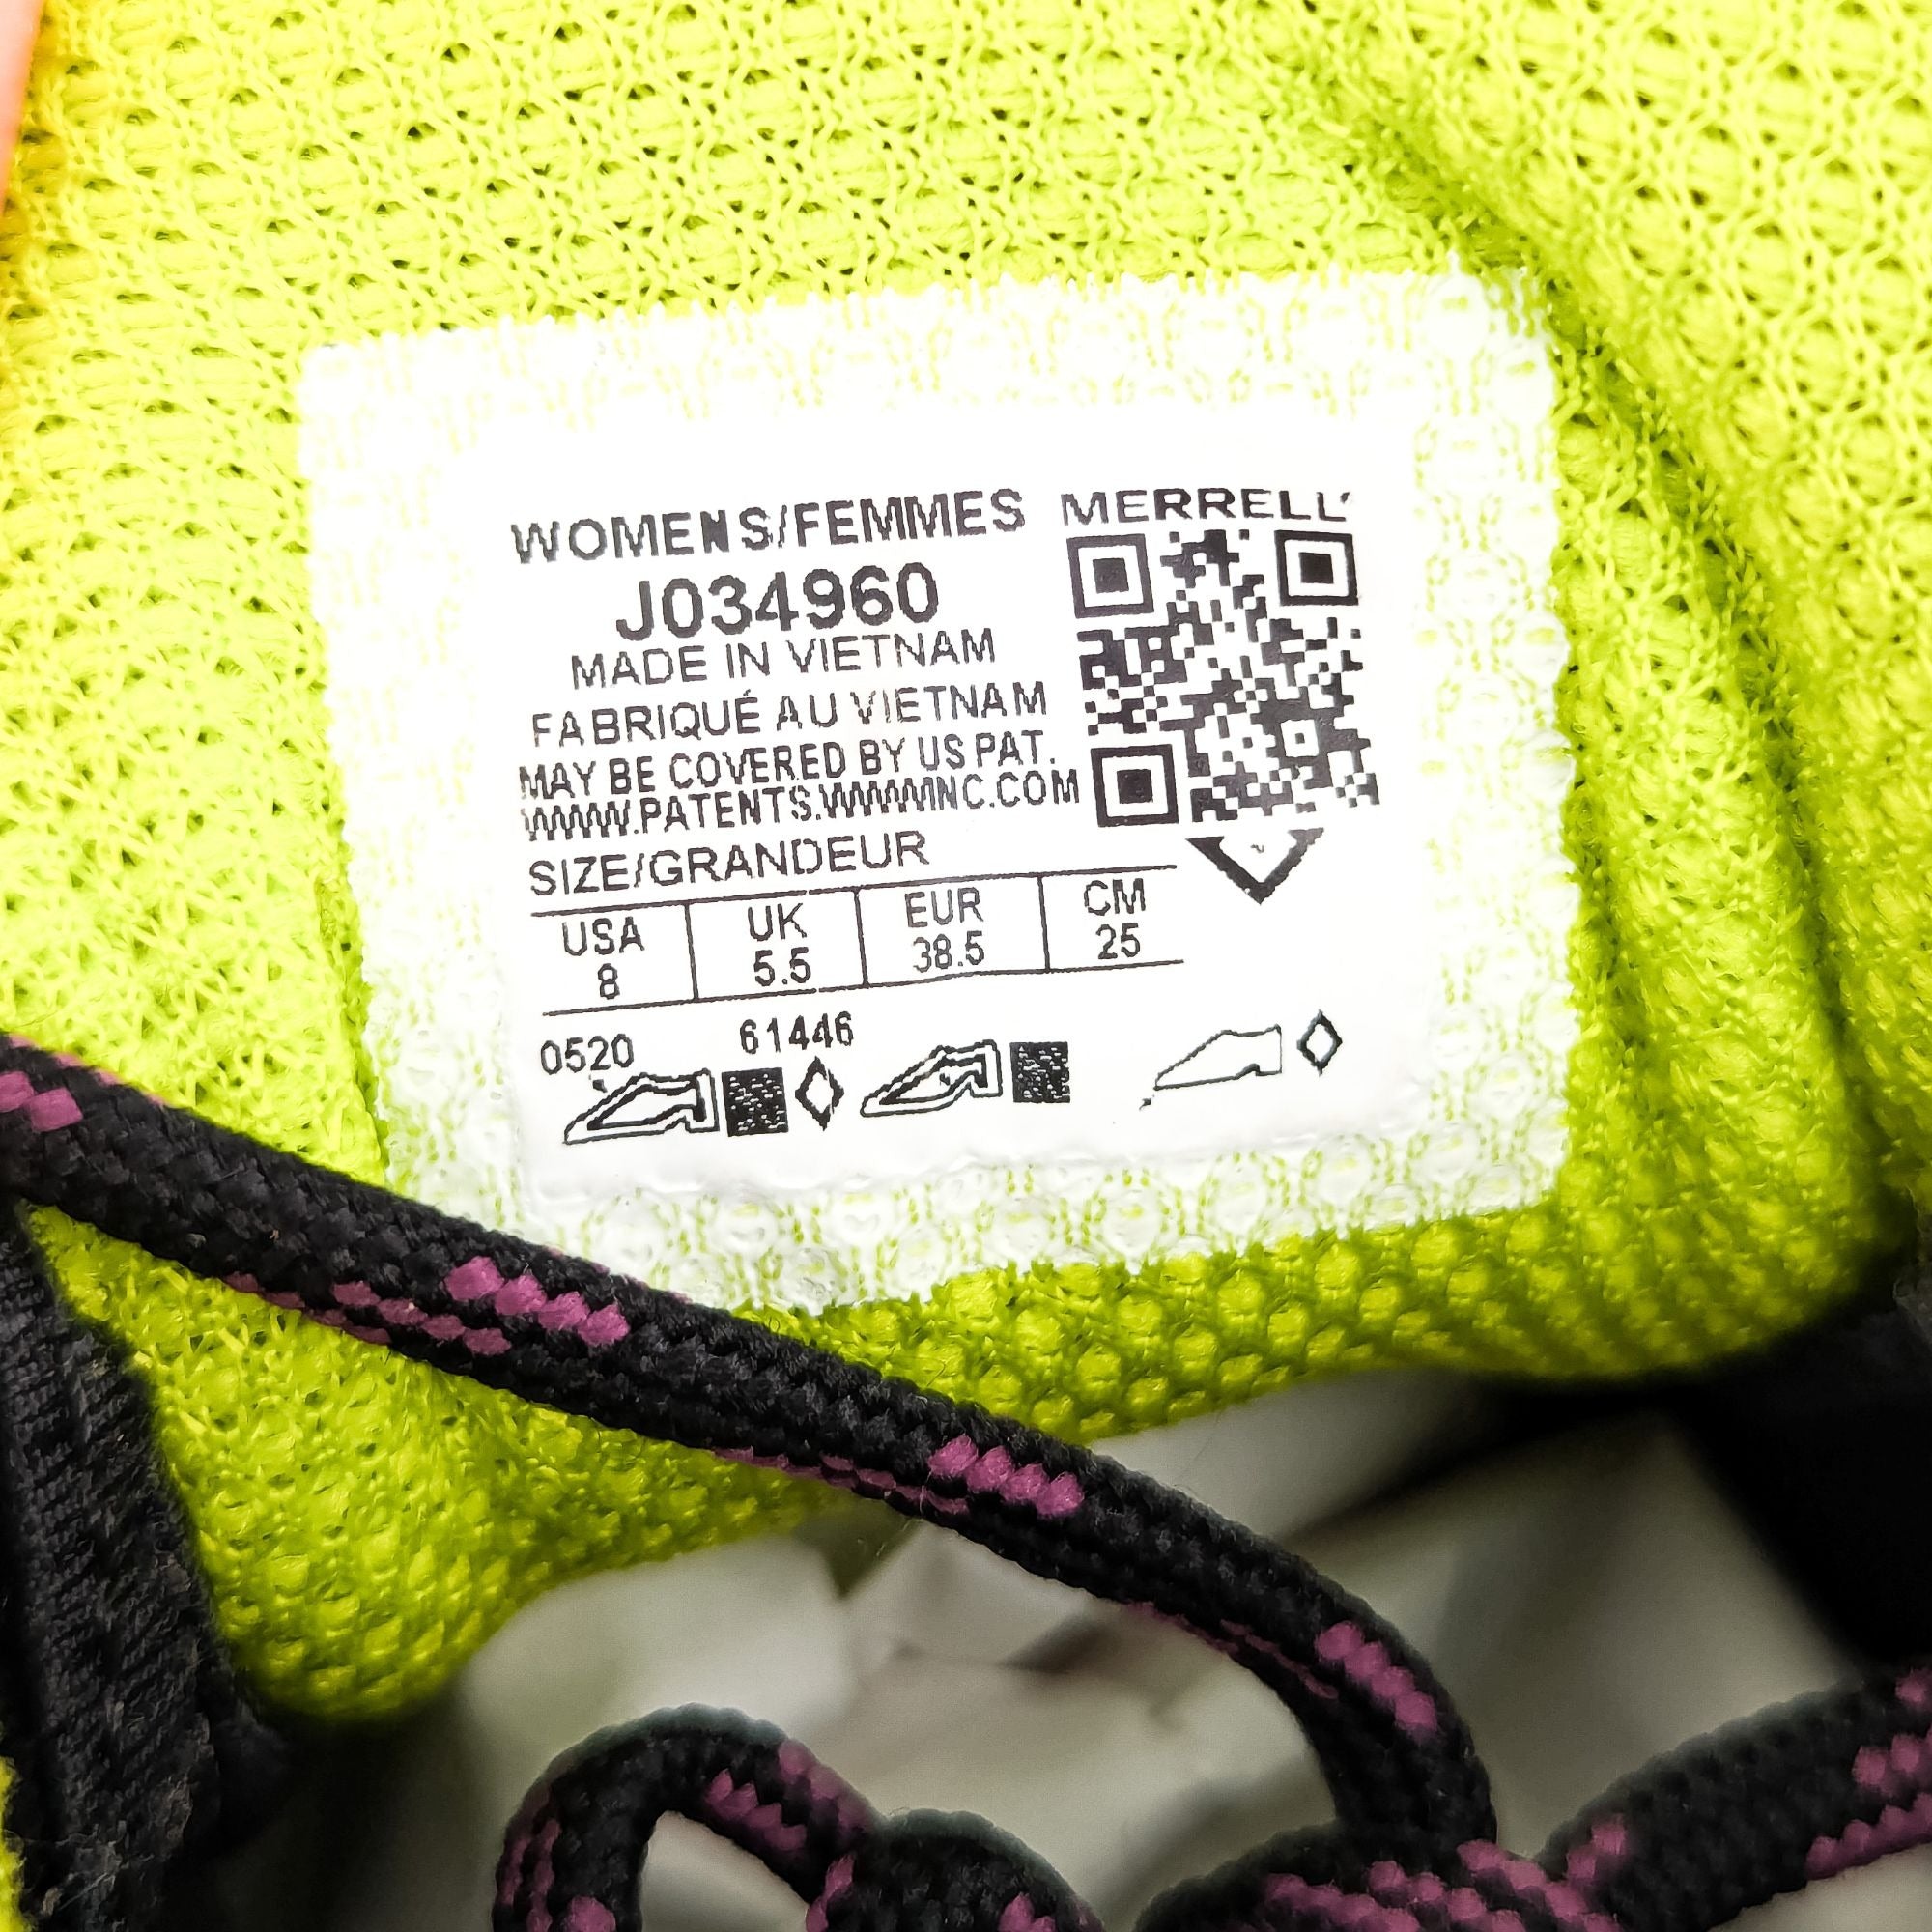 WOMENS/FEMMES
J034960
MADE IN VIETNAM
FABRIQUÉ AU VIETNAM
MAY BE COVERED BY US PAT.
WWW.PATENTS.WWWINC.COM
MERRELL
SIZE/GRANDEUR
USA UK EUR CM
8 5.5 38.5 25
0520 61446